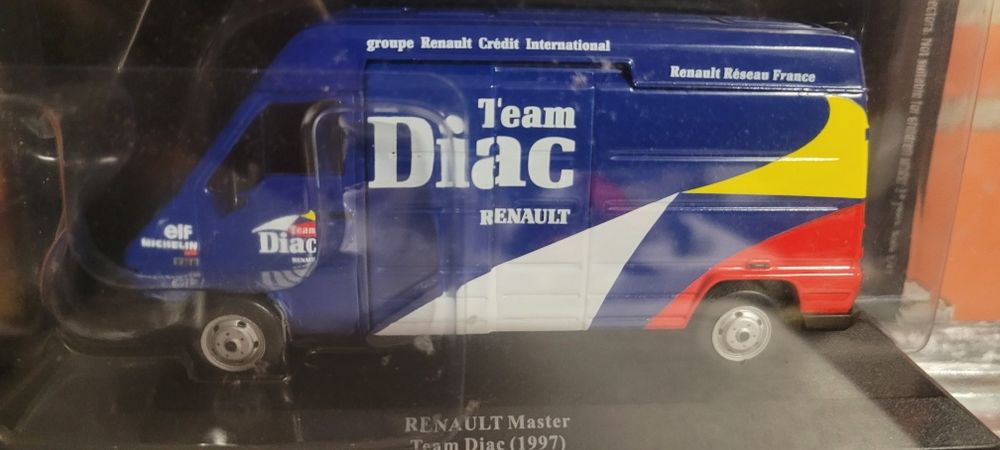 groupe Renault Crédit International
Renault Réseau France
Team
Diac
RENAULT
elf
MICHELIN
Team
Diac
RENAULT
RENAULT Master
Team Diac (1997)